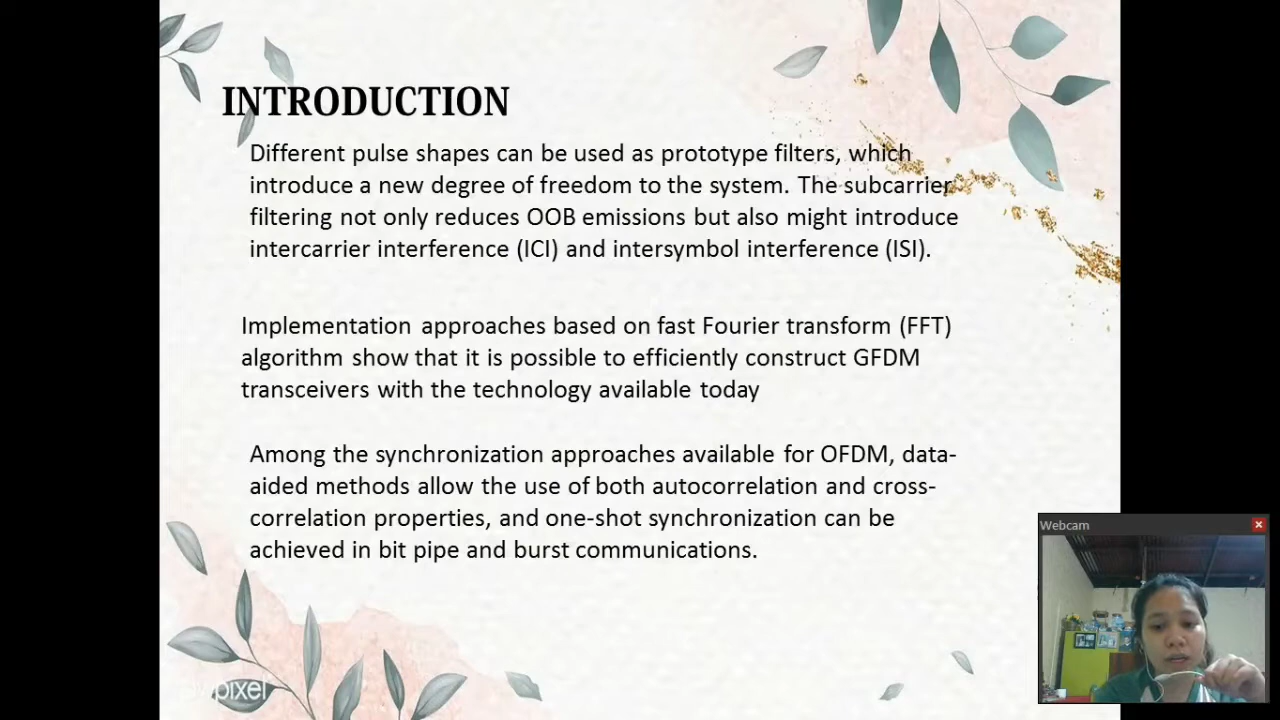 INTRODUCTION
Different pulse shapes can be used as prototype filters, which
introduce a new degree of freedom to the system. The subcarrier
filtering not only reduces OOB emissions but also might introduce
intercarrier interference (ICI) and intersymbol interference (ISI).
Implementation approaches based on fast Fourier transform (FFT)
algorithm show that it is possible to efficiently construct GFDM
transceivers with the technology available today
Among the synchronization approaches available for OFDM, data-
aided methods allow the use of both autocorrelation and cross-
correlation properties, and one-shot synchronization can be
achieved in bit pipe and burst communications.
Webcam